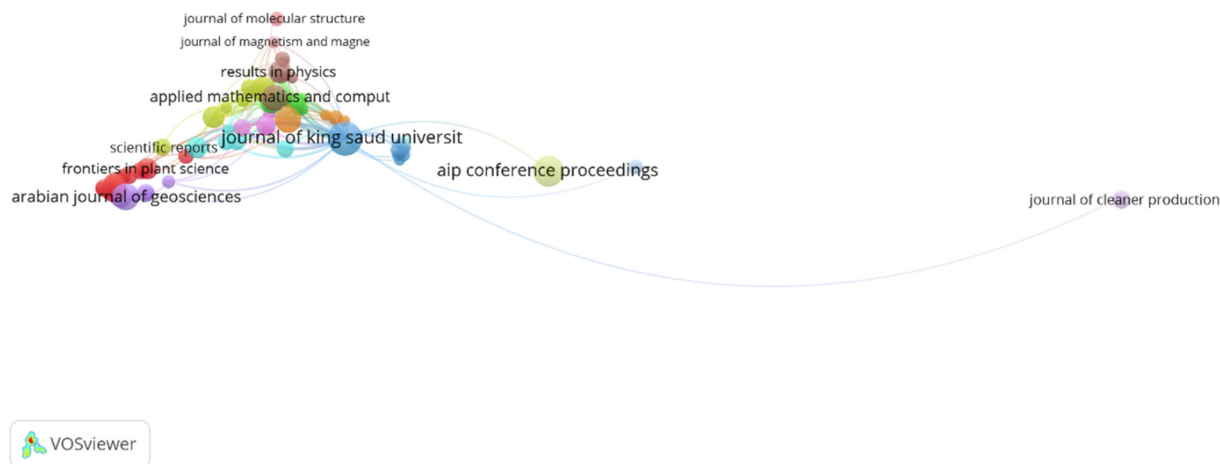 journal of molecular structure
journal of magnetism and magne
results in physics
applied mathematics and comput
journal of king saud universit
scientific reports
frontiers in plant science
aip conference proceedings
arabian journal of geosciences
journal of cleaner production
VOSviewer